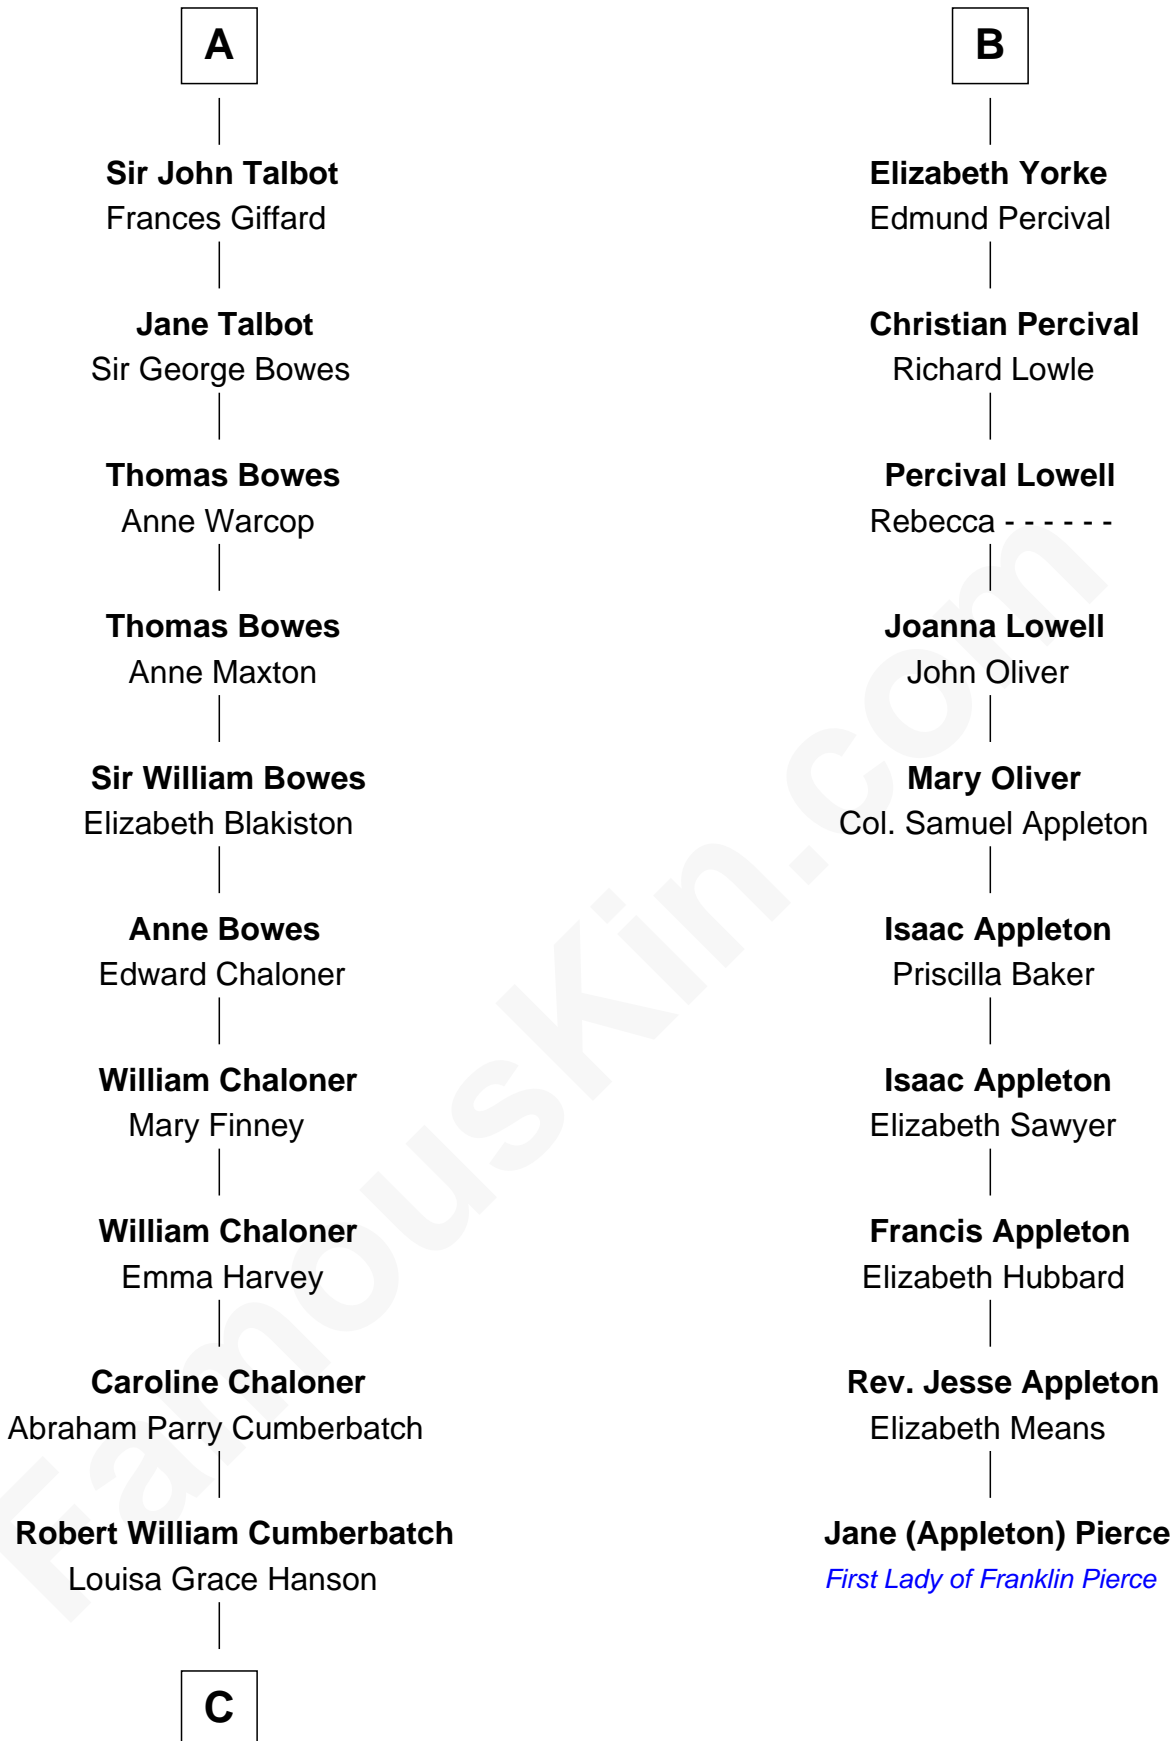 A
Sir John Talbot
Frances Giffard
Jane Talbot
Sir George Bowes
Thomas Bowes
Anne Warcop
Thomas Bowes
Anne Maxton
Sir William Bowes
Elizabeth Blakiston
Anne Bowes
Edward Chaloner
William Chaloner
Mary Finney
William Chaloner
Emma Harvey
Caroline Chaloner
Abraham Parry Cumberbatch
Robert William Cumberbatch
Louisa Grace Hanson
C
B
Elizabeth Yorke
Edmund Percival
Christian Percival
Richard Lowle
Percival Lowell
Rebecca - - - - - -
Joanna Lowell
John Oliver
Mary Oliver
Col. Samuel Appleton
Isaac Appleton
Priscilla Baker
Isaac Appleton
Elizabeth Sawyer
Francis Appleton
Elizabeth Hubbard
Rev. Jesse Appleton
Elizabeth Means
Jane (Appleton) Pierce
First Lady of Franklin Pierce
FamousKin.com